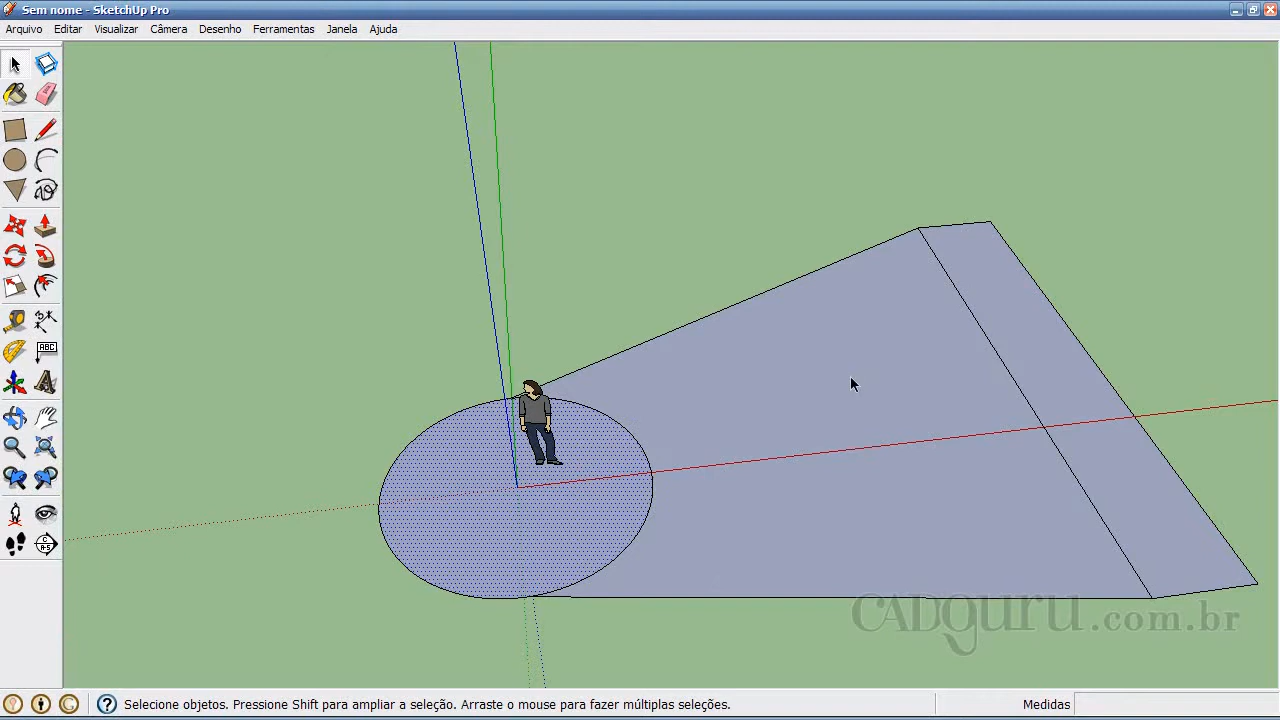 Sem nome - SketchUp Pro
Arquivo Editar Visualizar Câmera Desenho Ferramentas Janela Ajuda
ABC
A
C
A-5
CADguru.com.br
Selecione objetos. Pressione Shift para ampliar a seleção. Arraste o mouse para fazer múltiplas seleções. Medidas